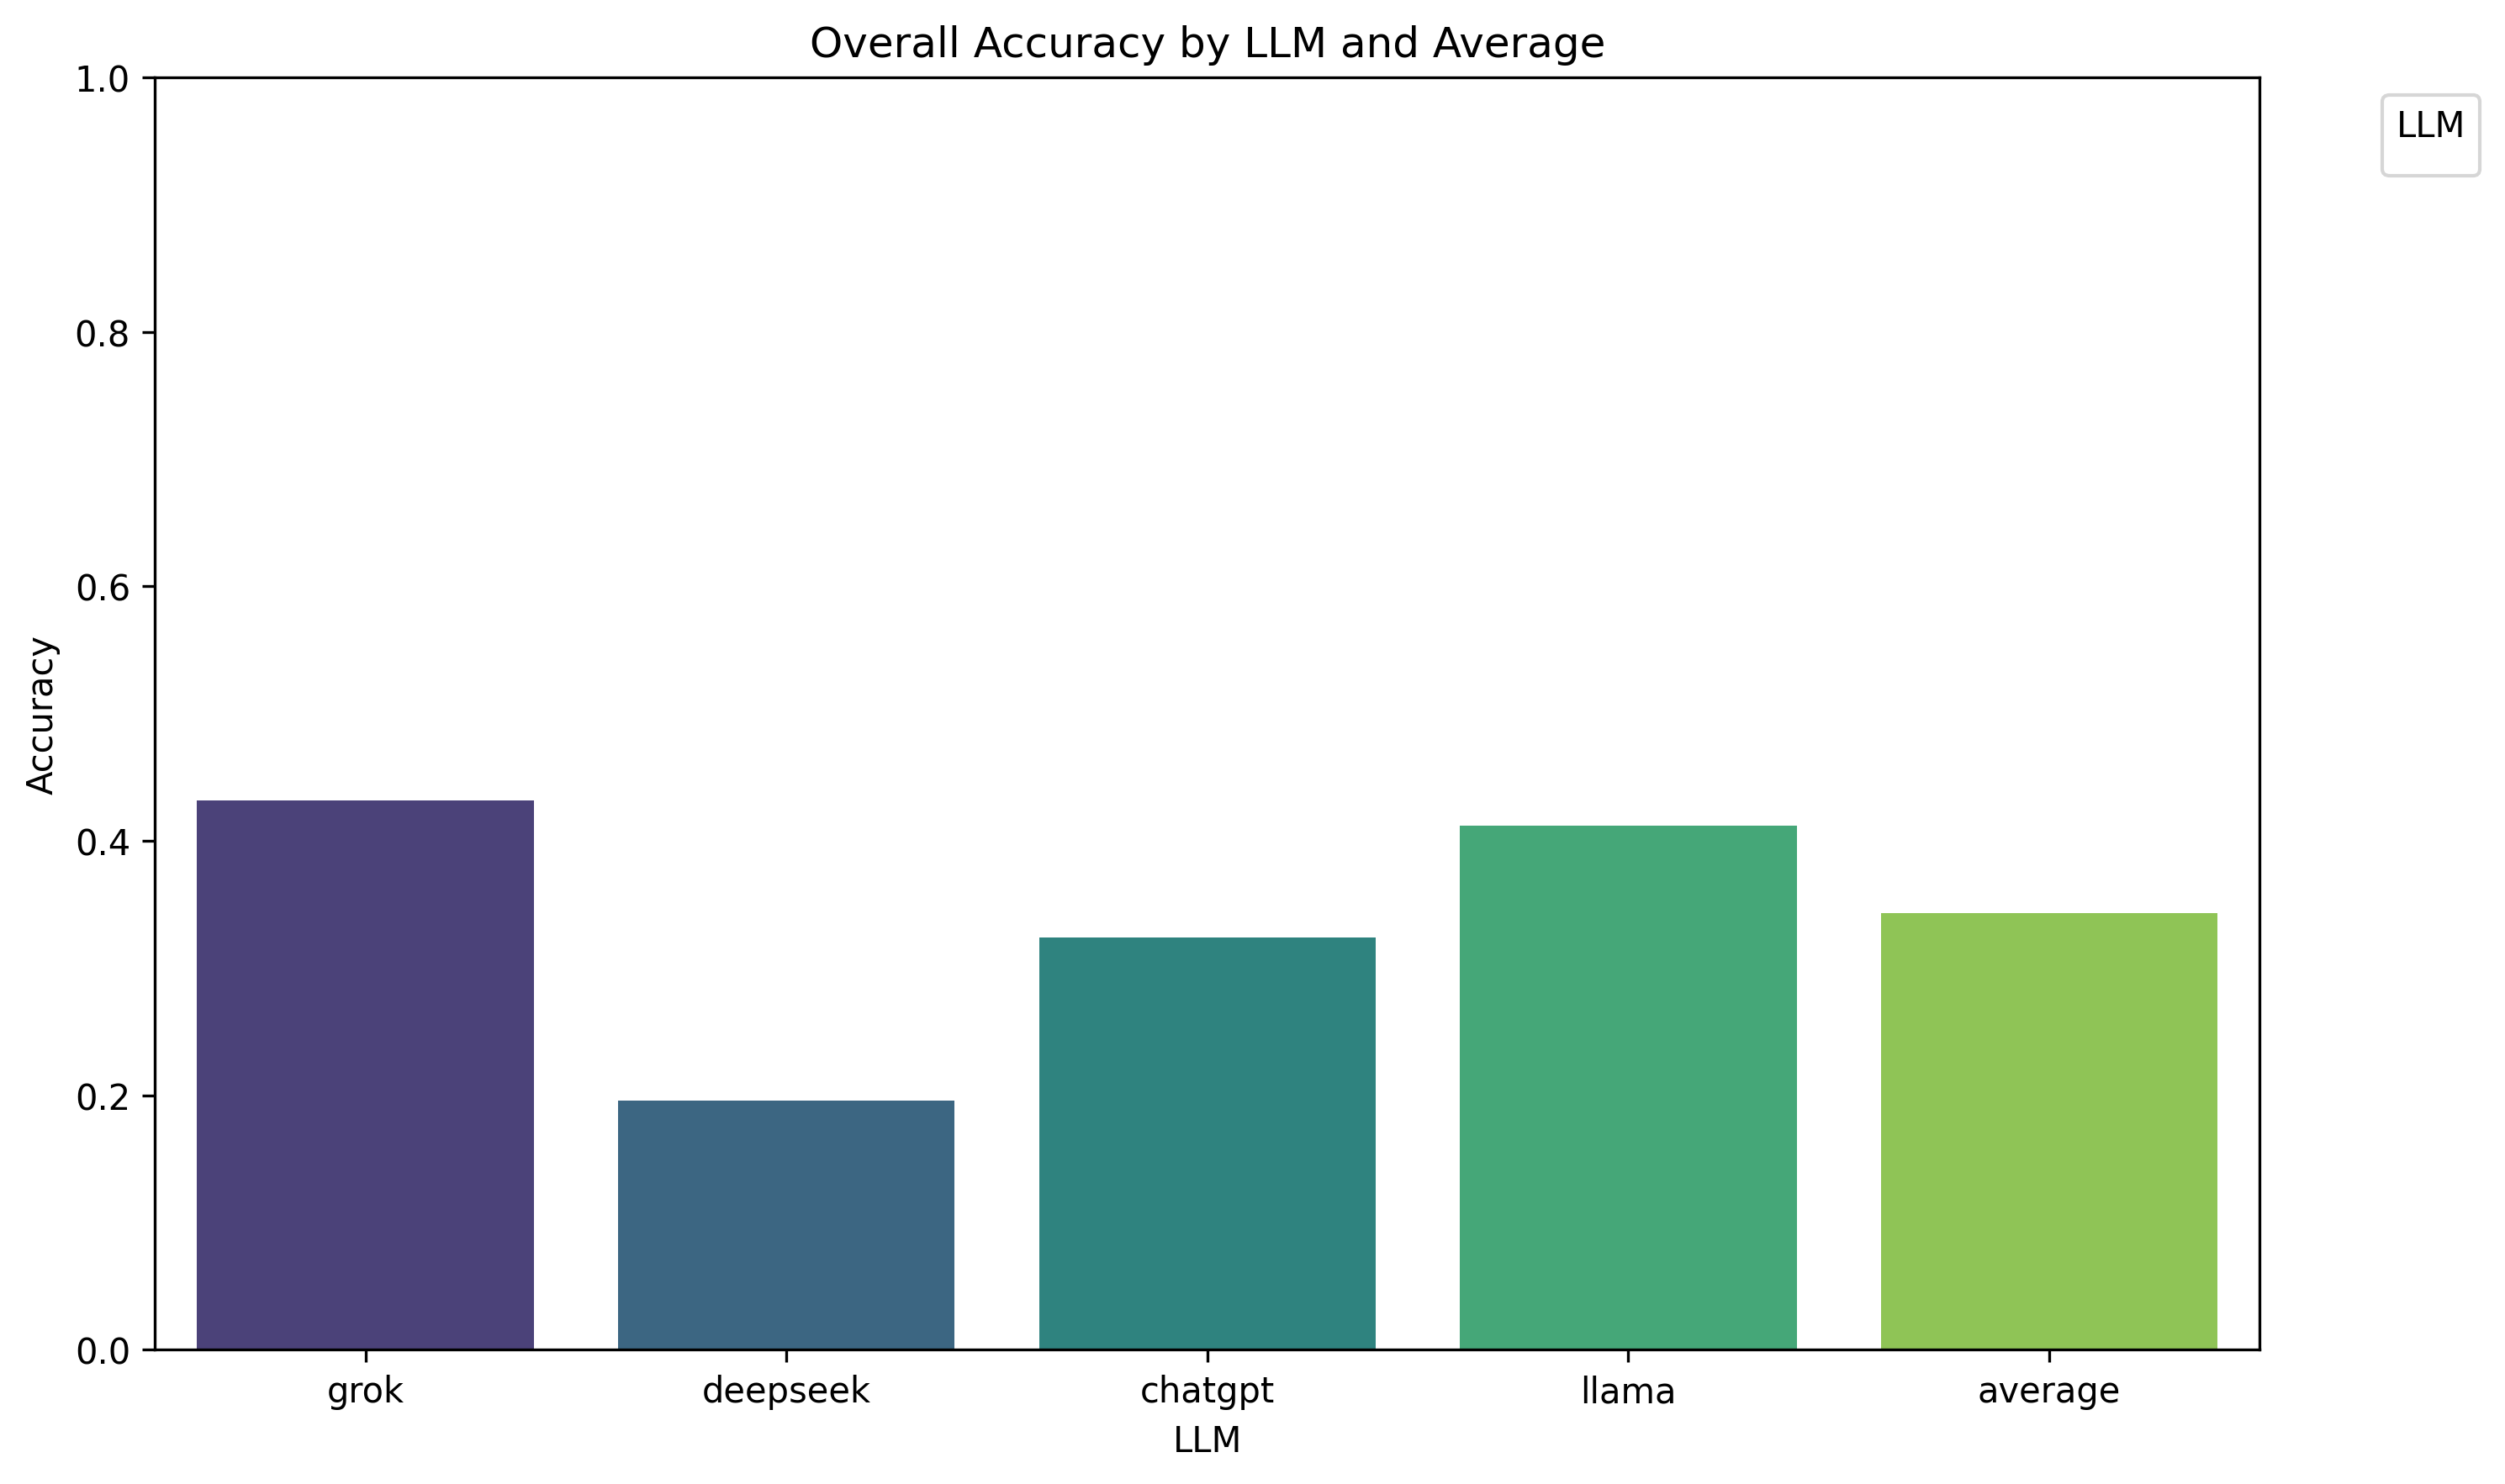 Overall Accuracy by LLM and Average
LLM
1.0
0.8
0.6
0.4
0.2
0.0
Accuracy
grok deepseek chatgpt llama average
LLM